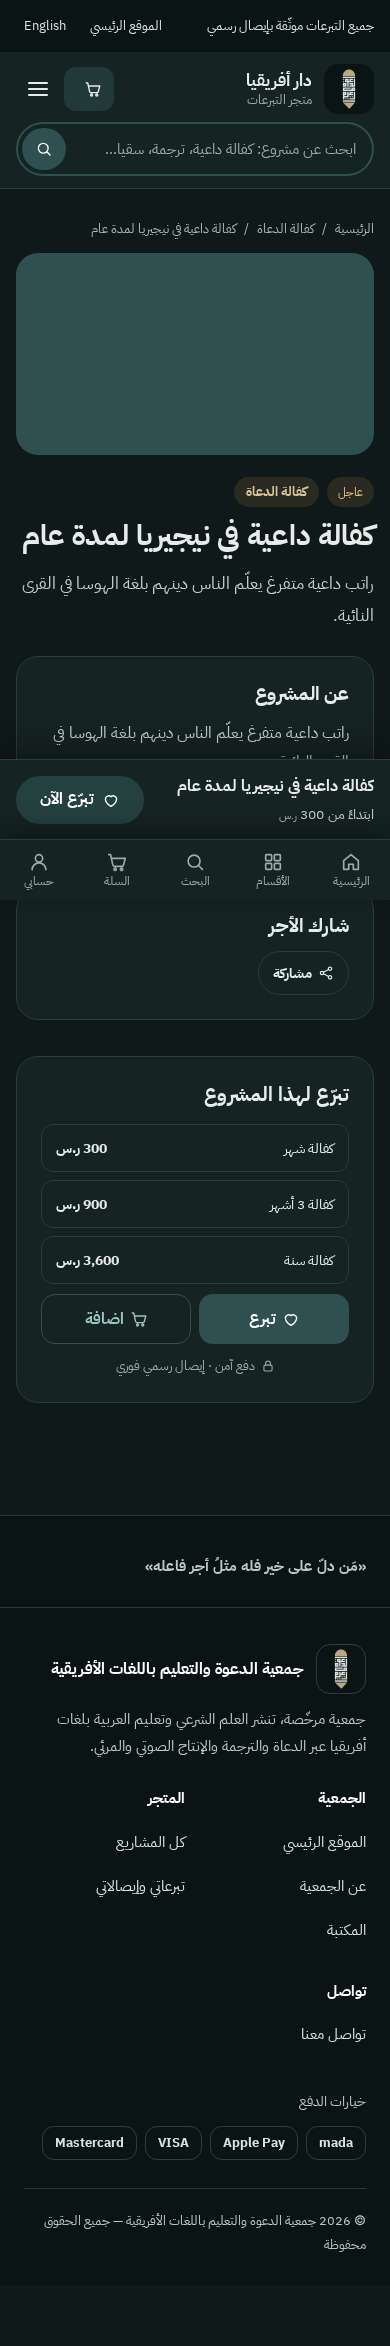 جميع التبرعات موثّقة بإيصال رسمي
الموقع الرئيسي
English
دار أفريقيا
متجر التبرعات
ابحث عن مشروع: كفالة داعية، ترجمة، سقيا...
الرئيسية / كفالة الدعاة / كفالة داعية في نيجيريا لمدة عام
عاجل
كفالة الدعاة
كفالة داعية في نيجيريا لمدة عام
راتب داعية متفرغ يعلّم الناس دينهم بلغة الهوسا في القرى
النائية.
عن المشروع
راتب داعية متفرغ يعلّم الناس دينهم بلغة الهوسا في
كفالة داعية في نيجيريا لمدة عام
ابتداءً من 300 ر.س
تبرّع الآن
الرئيسية
الأقسام
البحث
السلة
حسابي
شارك الأجر
مشاركة
تبرّع لهذا المشروع
كفالة شهر 300 ر.س
كفالة 3 أشهر 900 ر.س
كفالة سنة 3,600 ر.س
تبرع
اضافة
دفع آمن · إيصال رسمي فوري
«مَن دلّ على خير فله مثلُ أجر فاعله»
جمعية الدعوة والتعليم باللغات الأفريقية
جمعية مرخّصة، تنشر العلم الشرعي وتعليم العربية بلغات
أفريقيا عبر الدعاة والترجمة والإنتاج الصوتي والمرئي.
الجمعية
الموقع الرئيسي
عن الجمعية
المكتبة
المتجر
كل المشاريع
تبرعاتي وإيصالاتي
تواصل
تواصل معنا
خيارات الدفع
mada
Apple Pay
VISA
Mastercard
© 2026 جمعية الدعوة والتعليم باللغات الأفريقية — جميع الحقوق
محفوظة